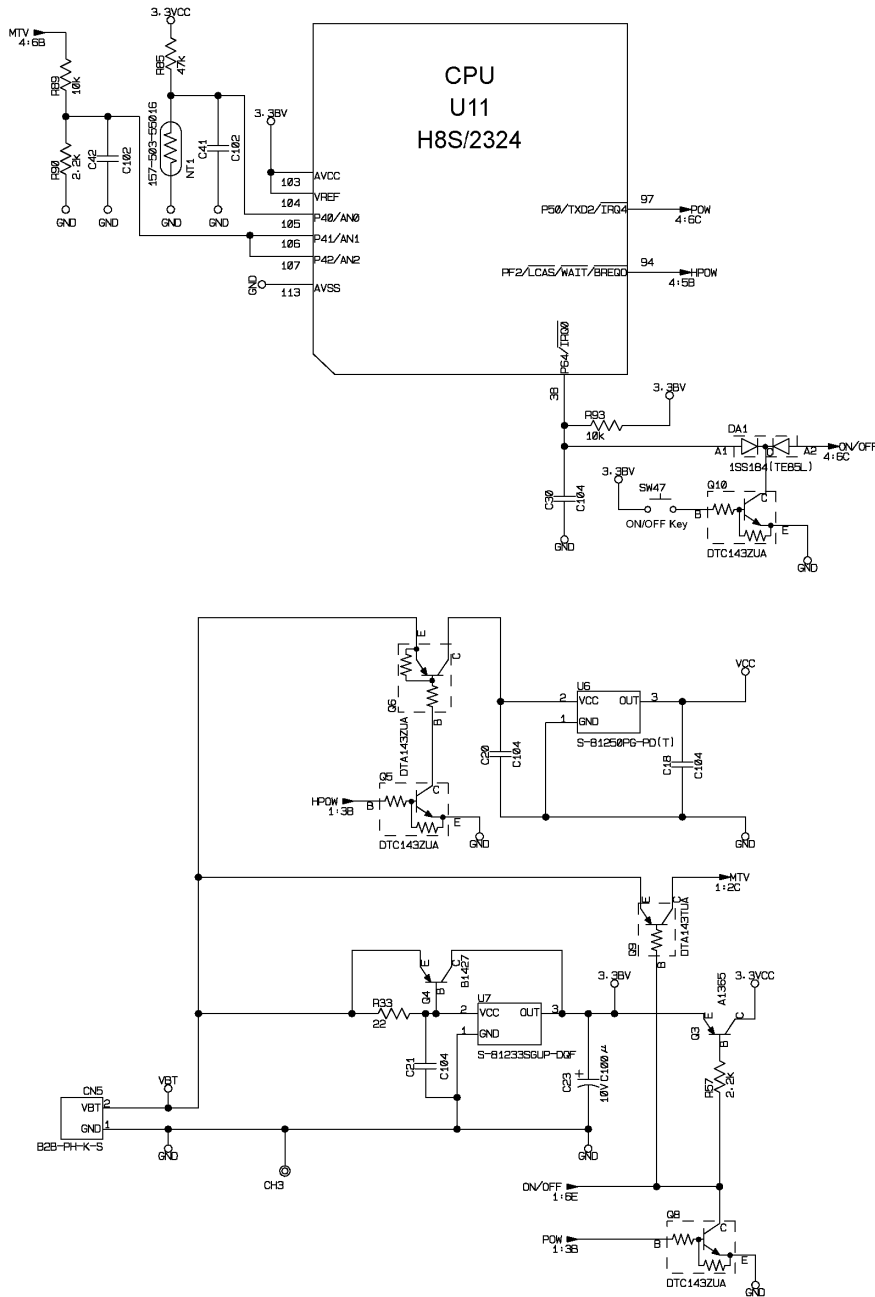 3.3VCC
MTV
4:6B
R89
10k
R85
47k
CPU
U11
H8S/2324
R90
2.2k
C42
C102
157-503-55016
NT1
C41
C102
3.3BV
GND
GND
GND
GND
103
AVCC
104
VREF
105
P40/AN0
106
P41/AN1
107
P42/AN2
GND
113
AVSS
P50/TXD2/IRQ4
97
POW
4:6C
PF2/LCAS/WAIT/BREQO
94
HPOW
4:5B
P64/IRQ0
38
R93
10k
3.3BV
DA1
A1
A2
ON/OFF
4:6C
1SS184(TE85L)
C30
C104
GND
3.3BV
SW47
ON/OFF Key
Q10
B
C
E
DTC143ZUA
GND
E
C
Q6
B
DTA143ZUA
C20
C104
U6
2
VCC
OUT
3
1
GND
S-81250PG-PD(T)
VCC
C18
C104
GND
HPOW
1:3B
Q5
B
C
E
DTC143ZUA
GND
MTV
1:2C
E
C
Q9
B
DTA143TUA
E
C
Q4
B
B1427
R33
22
U7
2
VCC
OUT
3
1
GND
S-81233SGUP-DQF
C21
C104
C23
+
10V C100μ
3.3BV
A1365
3.3VCC
E
C
Q3
B
R57
2.2K
VBT
CN5
VBT
2
GND
1
B2B-PH-K-S
GND
CH3
GND
ON/OFF
1:6E
POW
1:3B
Q8
B
C
E
DTC143ZUA
GND